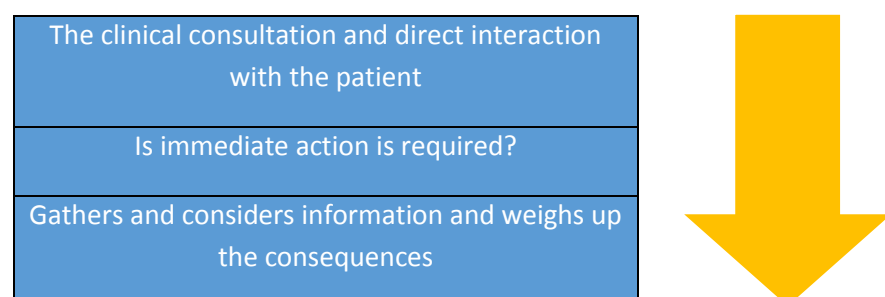 The clinical consultation and direct interaction
with the patient
Is immediate action is required?
Gathers and considers information and weighs up
the consequences